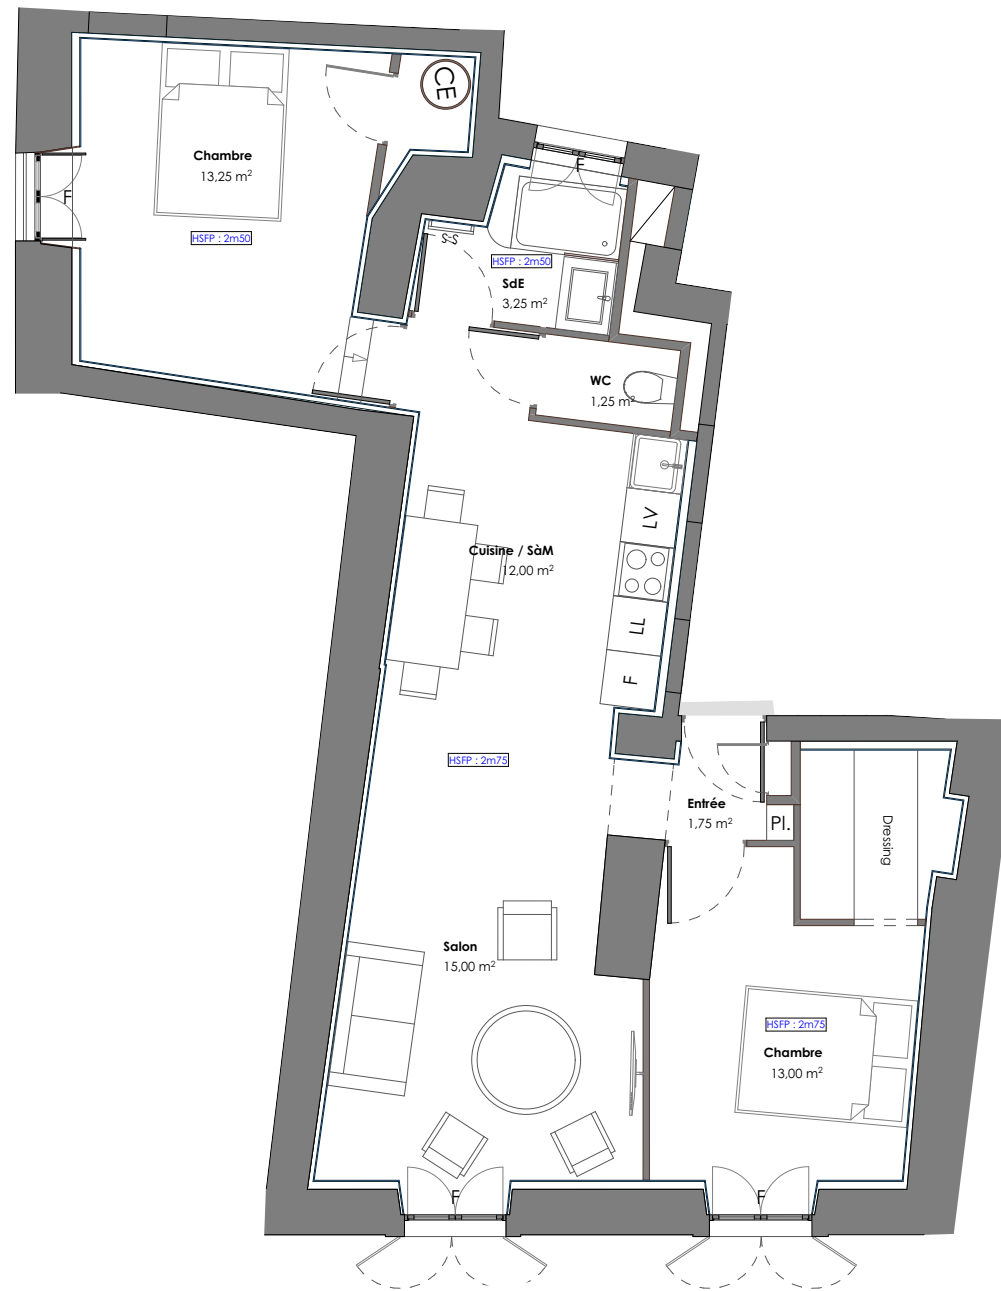 CE
Chambre
13,25 m²
F
HSFP : 2m50
F
S-S
HSFP : 2m50
SdE
3,25 m²
WC
1,25 m²
LV
Cuisine / SàM
12,00 m²
LL
F
HSFP : 2m75
Entrée
1,75 m²
Pl.
Dressing
Salon
15,00 m²
HSFP : 2m75
Chambre
13,00 m²
F
F